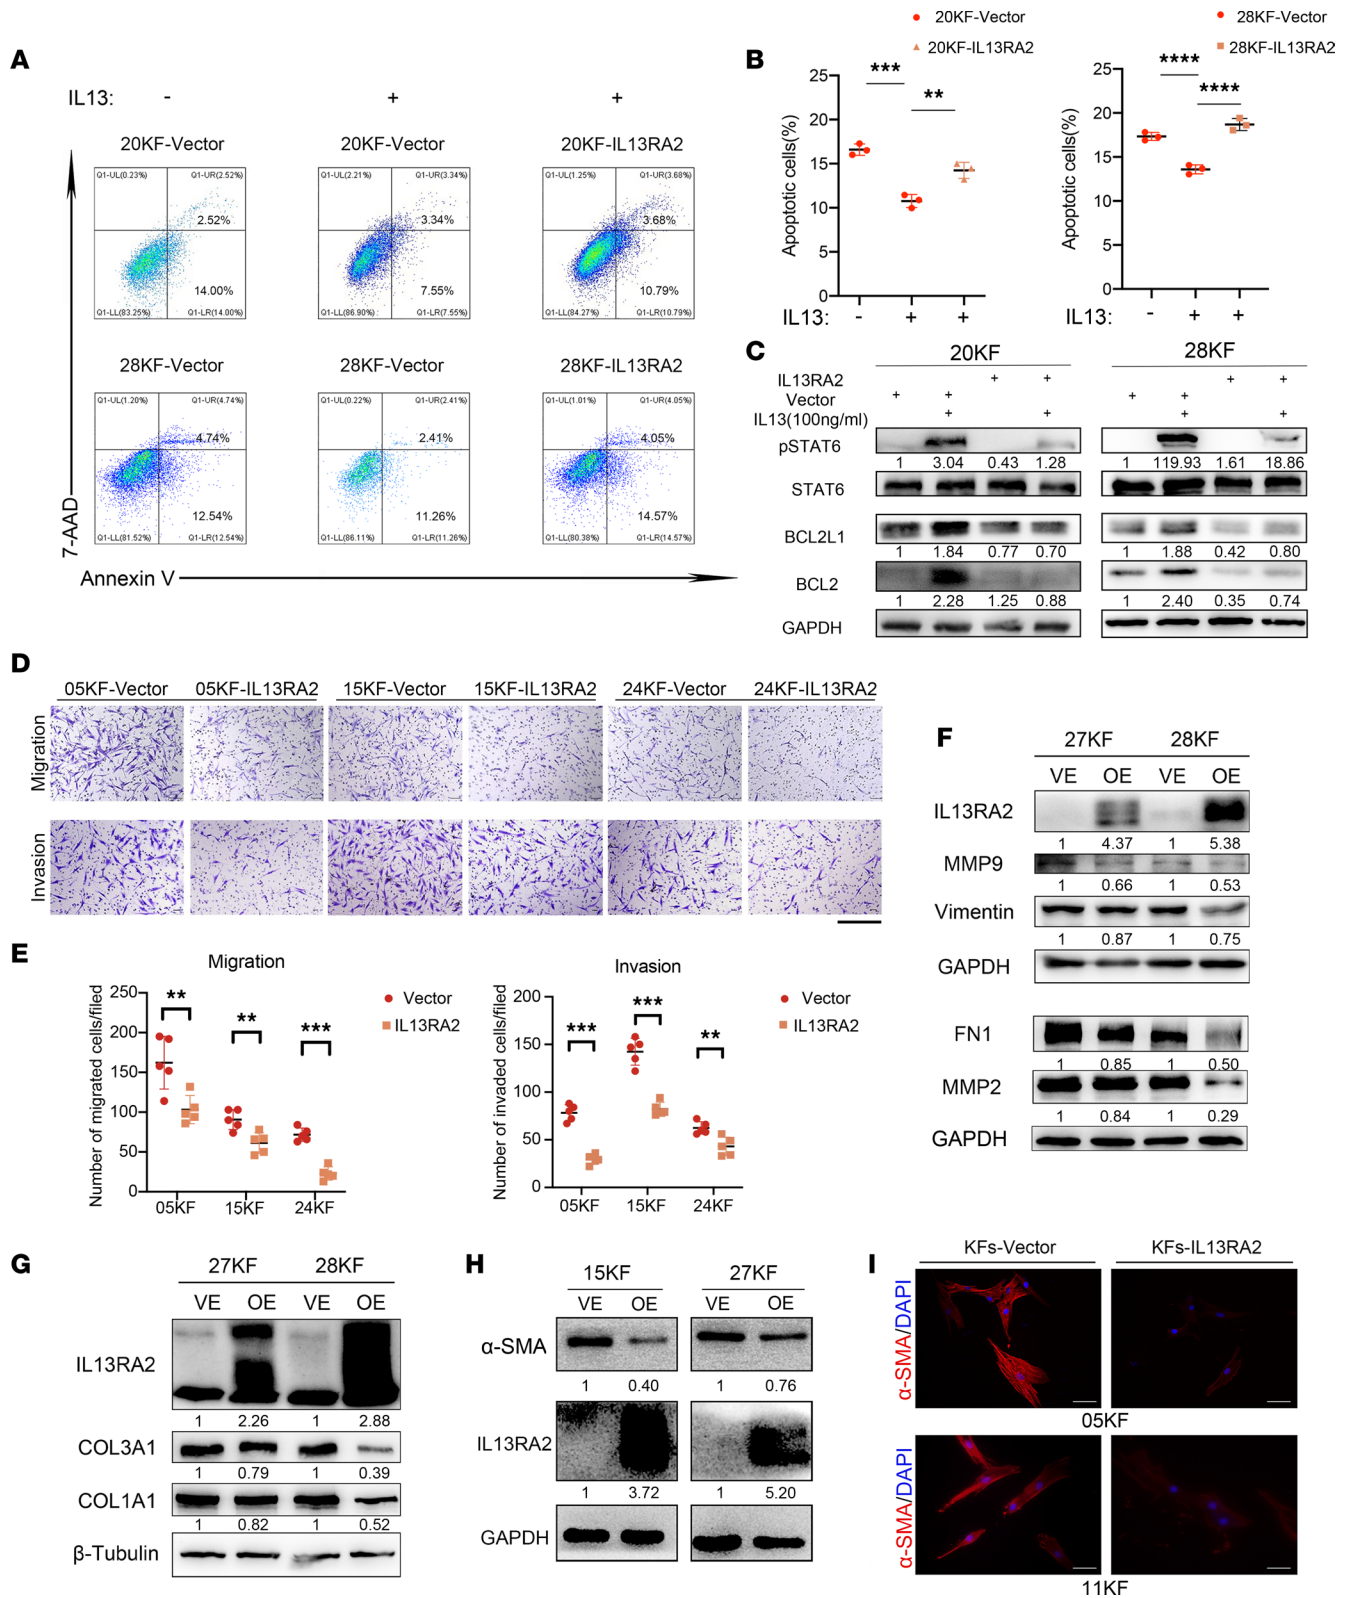 A
IL13: - + +
20KF-Vector 20KF-Vector 20KF-IL13RA2
Q1-UL(0.23%) Q1-UR(2.52%) Q1-UL(2.21%) Q1-UR(3.34%) Q1-UL(1.25%) Q1-UR(3.68%)
2.52% 3.34% 3.68%
14.00% 7.55% 10.79%
Q1-LL(83.25%) Q1-LR(14.00%) Q1-LL(86.90%) Q1-LR(7.55%) Q1-LL(84.27%) Q1-LR(10.79%)
28KF-Vector 28KF-Vector 28KF-IL13RA2
Q1-UL(1.20%) Q1-UR(4.74%) Q1-UL(0.22%) Q1-UR(2.41%) Q1-UL(1.01%) Q1-UR(4.05%)
4.74% 2.41% 4.05%
12.54% 11.26% 14.57%
Q1-LL(81.52%) Q1-LR(12.54%) Q1-LL(86.11%) Q1-LR(11.26%) Q1-LL(80.38%) Q1-LR(14.57%)
7-AAD
Annexin V
B
20KF-Vector
20KF-IL13RA2
*** **
Apoptotic cells(%)
25
20
15
10
5
0
IL13: - + +
28KF-Vector
28KF-IL13RA2
**** ****
Apoptotic cells(%)
25
20
15
10
5
0
IL13: - + +
C
20KF 28KF
IL13RA2 + + + +
Vector + + + +
IL13(100ng/ml) + + + +
pSTAT6
1 3.04 0.43 1.28 1 119.93 1.61 18.86
STAT6
BCL2L1
1 1.84 0.77 0.70 1 1.88 0.42 0.80
BCL2
1 2.28 1.25 0.88 1 2.40 0.35 0.74
GAPDH
D
05KF-Vector 05KF-IL13RA2 15KF-Vector 15KF-IL13RA2 24KF-Vector 24KF-IL13RA2
Migration
Invasion
E
Migration
Vector
IL13RA2
** ** ***
Number of migrated cells/filed
250
200
150
100
50
0
05KF 15KF 24KF
Invasion
Vector
IL13RA2
*** *** **
Number of invaded cells/filed
200
150
100
50
0
05KF 15KF 24KF
F
27KF 28KF
VE OE VE OE
IL13RA2
1 4.37 1 5.38
MMP9
1 0.66 1 0.53
Vimentin
1 0.87 1 0.75
GAPDH
FN1
1 0.85 1 0.50
MMP2
1 0.84 1 0.29
GAPDH
G
27KF 28KF
VE OE VE OE
IL13RA2
1 2.26 1 2.88
COL3A1
1 0.79 1 0.39
COL1A1
1 0.82 1 0.52
β-Tubulin
H
15KF 27KF
VE OE VE OE
α-SMA
1 0.40 1 0.76
IL13RA2
1 3.72 1 5.20
GAPDH
I
KFs-Vector KFs-IL13RA2
α-SMA/DAPI
05KF
α-SMA/DAPI
11KF